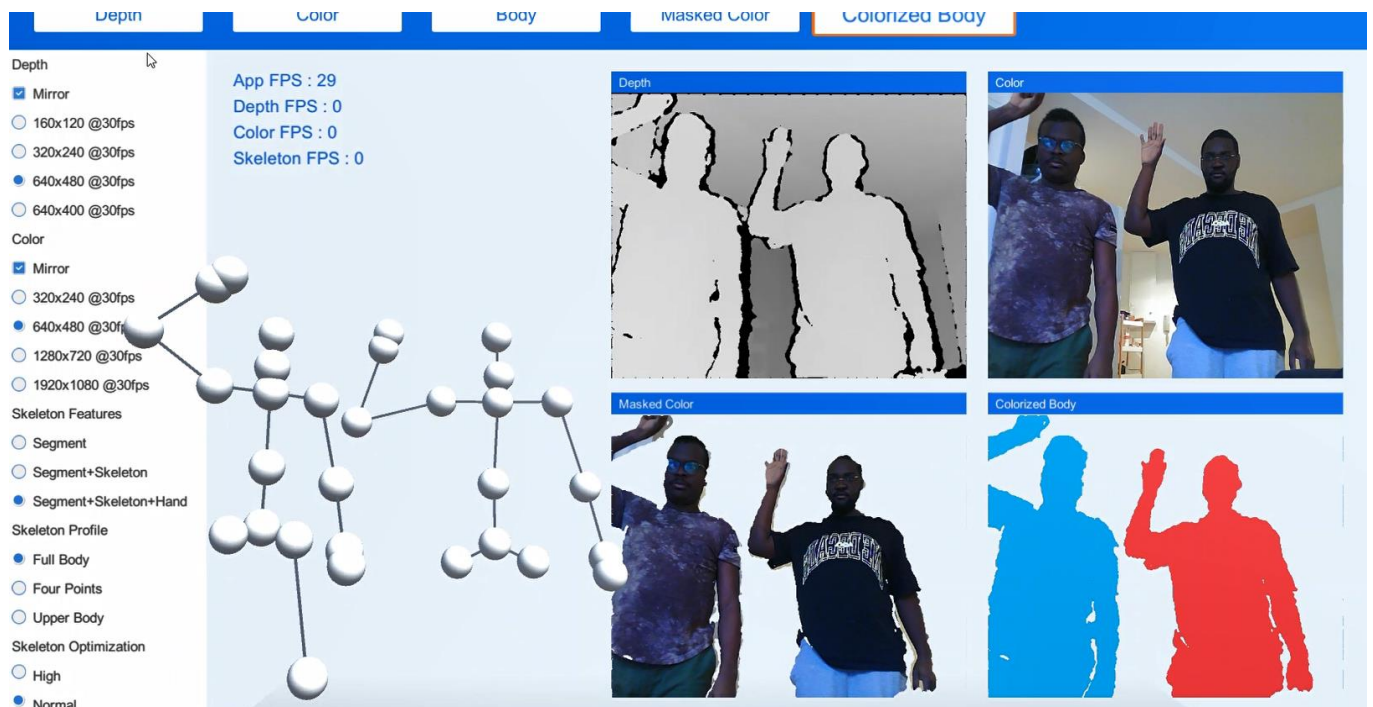 Depth
Color
Body
Masked Color
Colorized Body
Depth
Mirror
160x120 @30fps
320x240 @30fps
640x480 @30fps
640x400 @30fps
Color
Mirror
320x240 @30fps
640x480 @30fps
1280x720 @30fps
1920x1080 @30fps
Skeleton Features
Segment
Segment+Skeleton
Segment+Skeleton+Hand
Skeleton Profile
Full Body
Four Points
Upper Body
Skeleton Optimization
High
Normal
App FPS : 29
Depth FPS : 0
Color FPS : 0
Skeleton FPS : 0
Depth
Color
Masked Color
Colorized Body